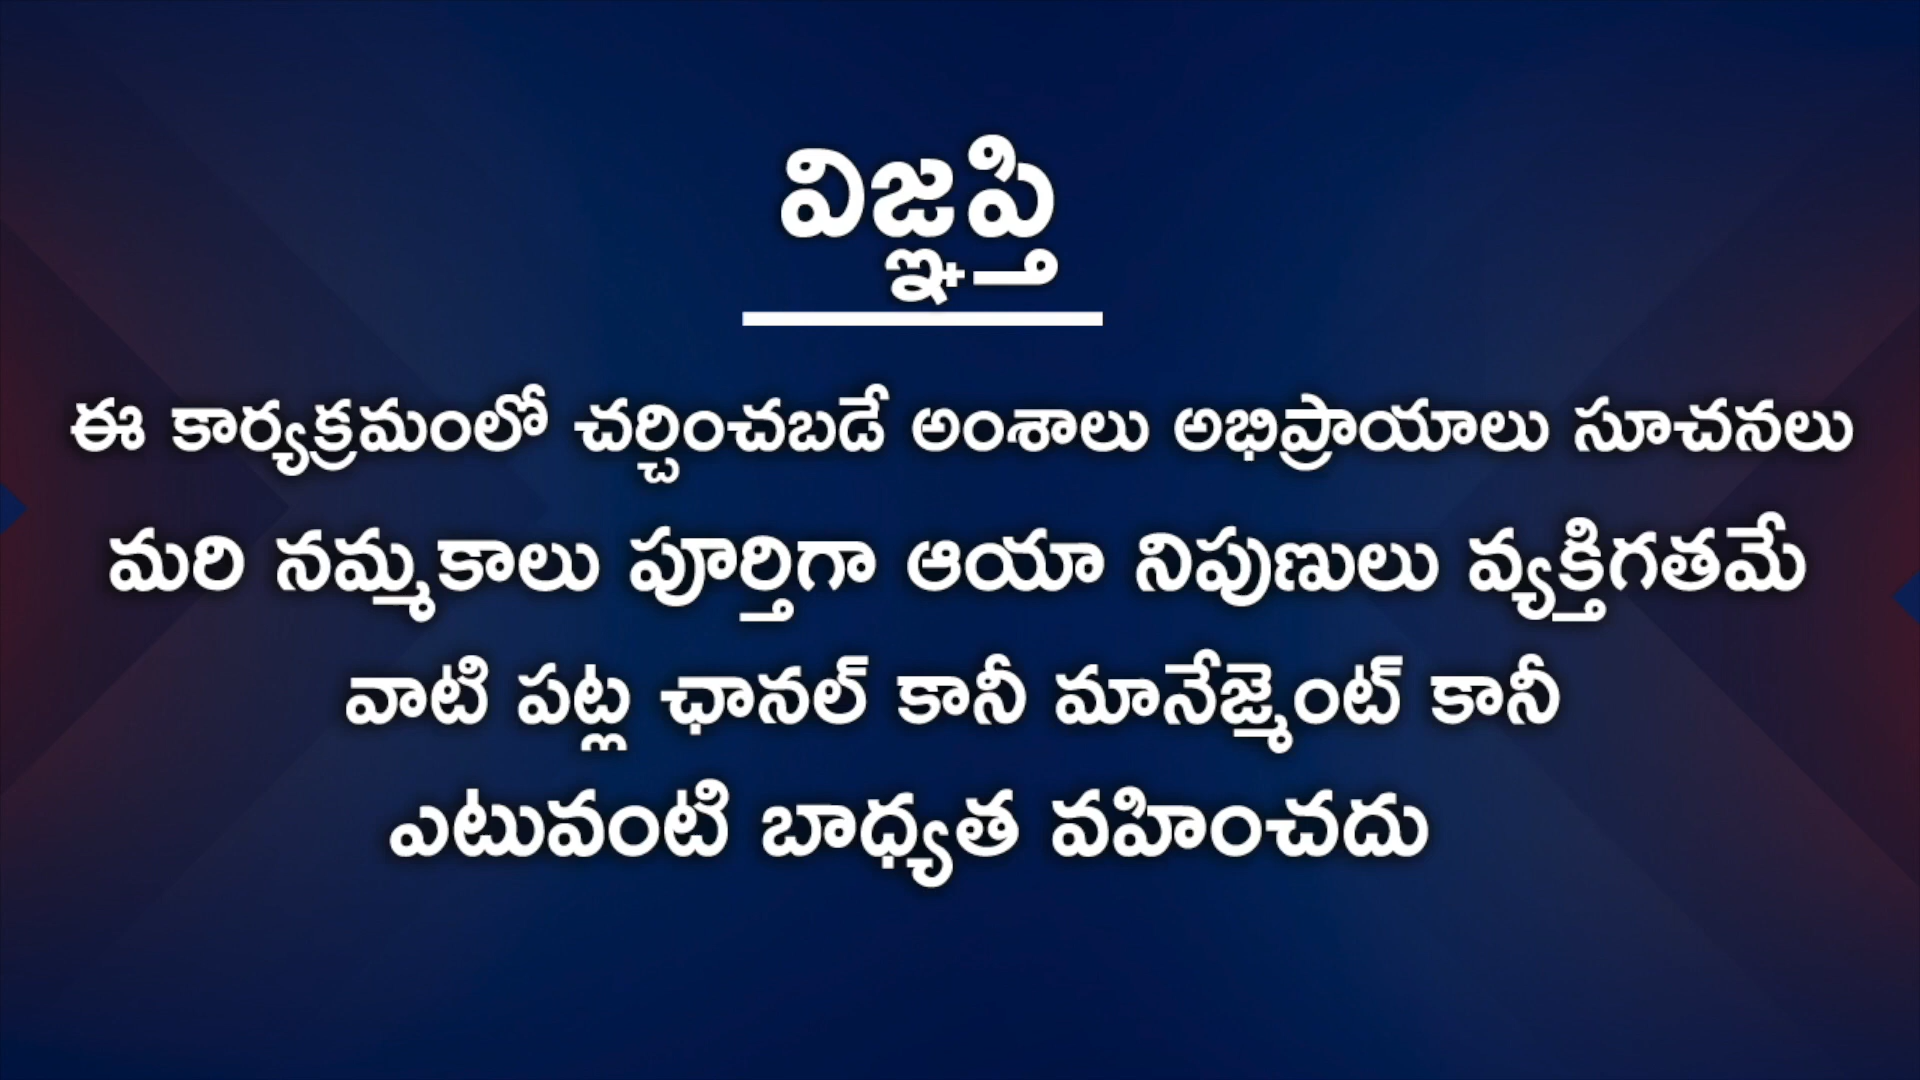 విజ్ఞప్తి
ఈ కార్యక్రమంలో చర్చించబడే అంశాలు అభిప్రాయాలు సూచనలు
మరి నమ్మకాలు పూర్తిగా ఆయా నిపుణులు వ్యక్తిగతమే
వాటి పట్ల ఛానల్ కానీ మానేజ్మెంట్ కానీ
ఎటువంటి బాధ్యత వహించదు